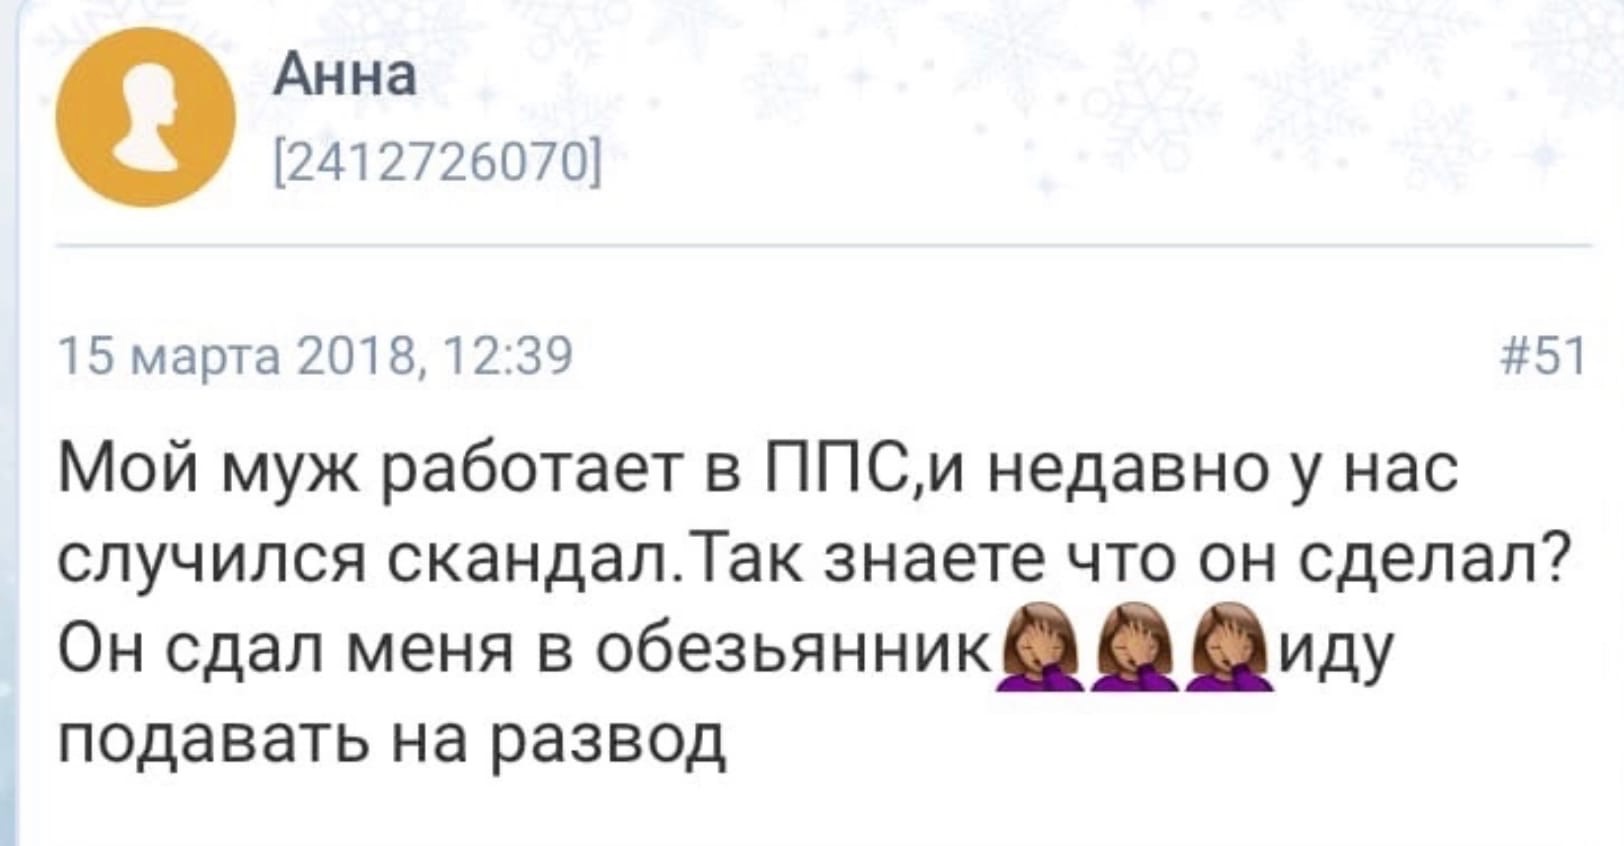 Анна
[2412726070]
15 марта 2018, 12:39
#51
Мой муж работает в ППС,и недавно у нас
случился скандал.Так знаете что он сделал?
Он сдал меня в обезьянник🤦🏽‍♀️🤦🏽‍♀️🤦🏽‍♀️иду
подавать на развод